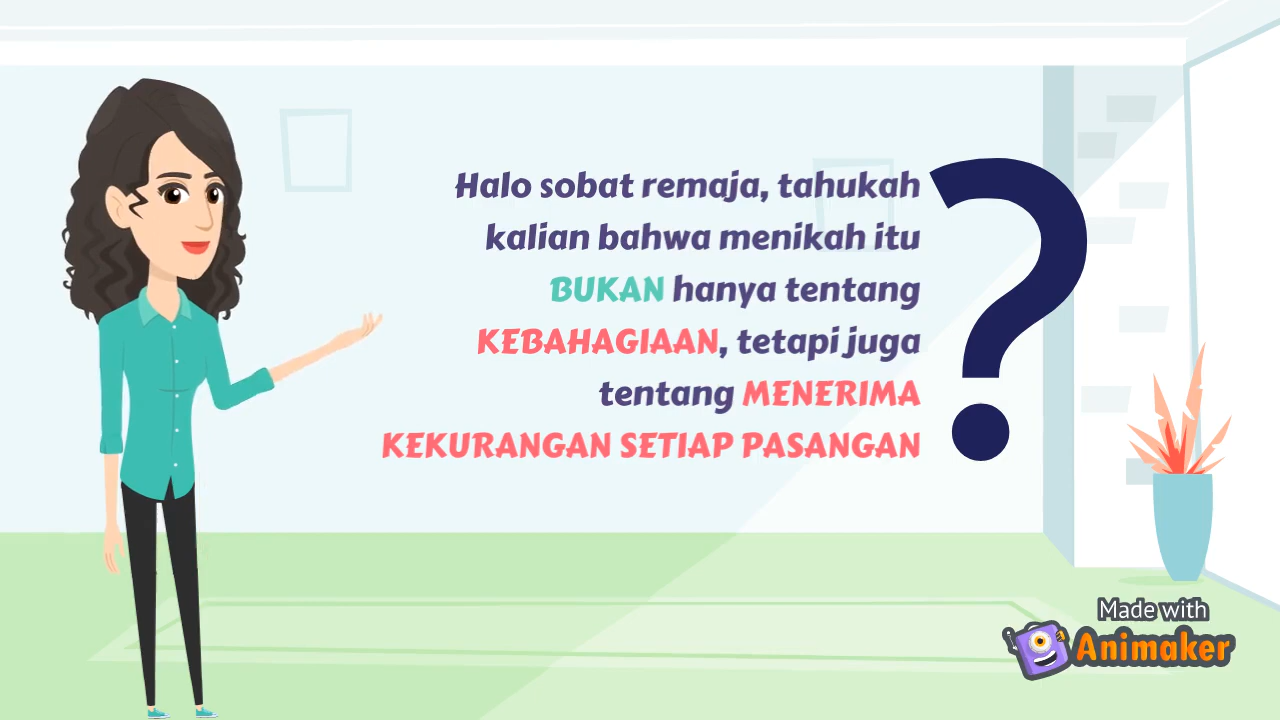 Halo sobat remaja, tahukah
kalian bahwa menikah itu
BUKAN hanya tentang
KEBAHAGIAAN, tetapi juga
tentang MENERIMA
KEKURANGAN SETIAP PASANGAN
?
Made with
Animaker